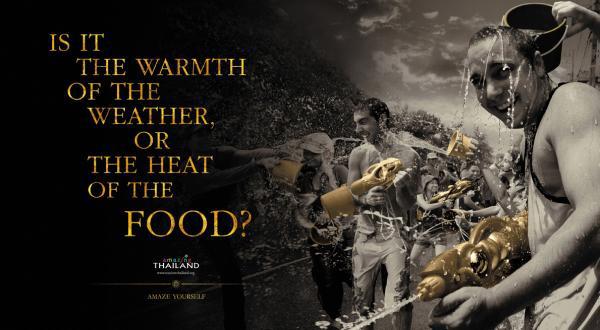 IS IT
THE WARMTH
OF THE
WEATHER,
OR
THE HEAT
OF THE
FOOD?
amazing
THAILAND
AMAZE YOURSELF